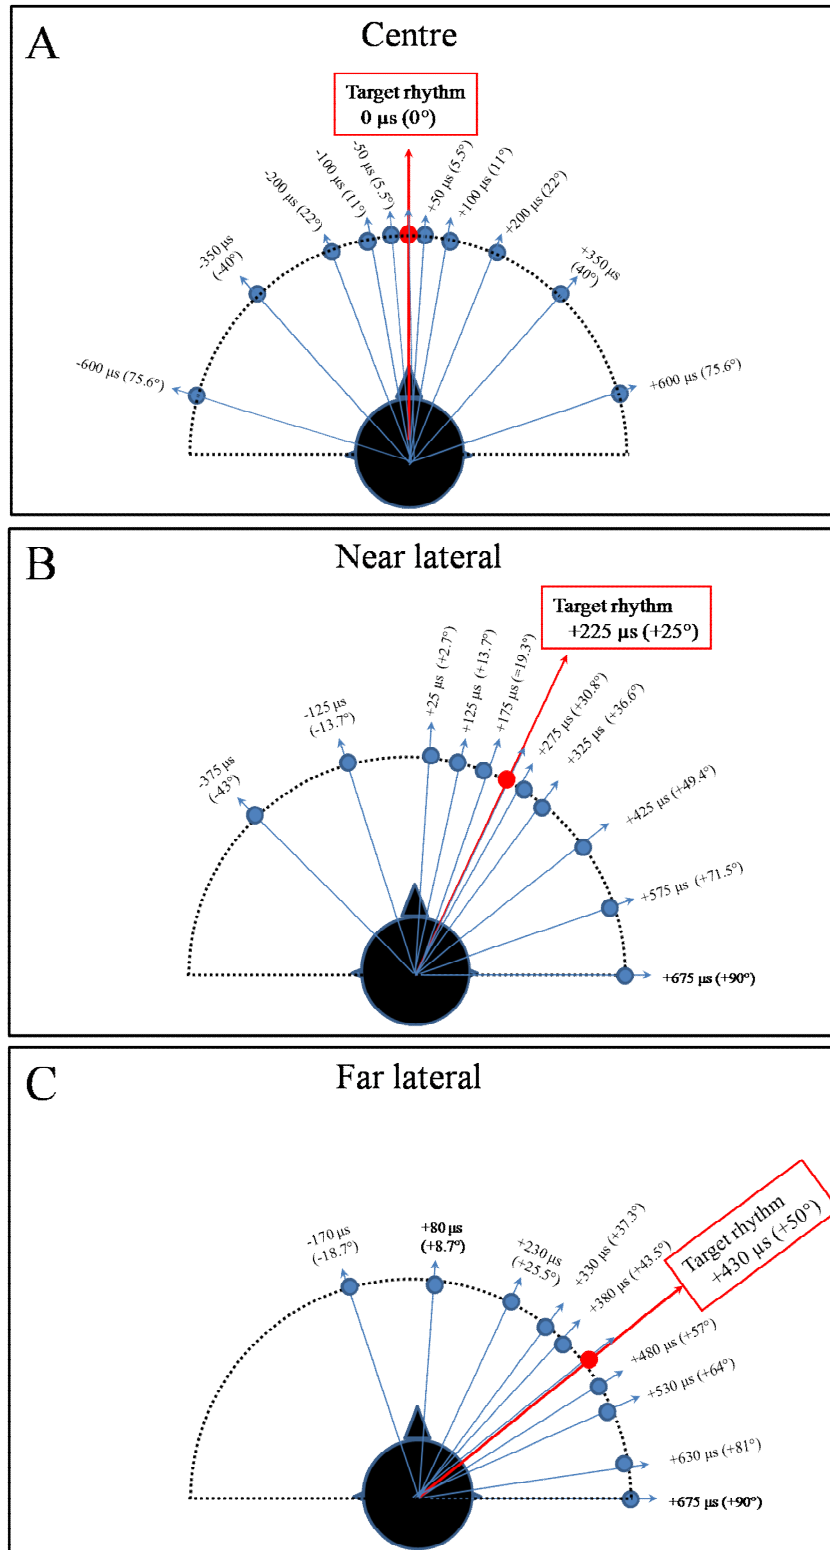 A
Centre
Target rhythm
0 µs (0°)
-600 µs (75.6°)
-350 µs
(-40°)
-200 µs (22°)
-100 µs (11°)
-50 µs (5.5°)
+50 µs (5.5°)
+100 µs (11°)
+200 µs (22°)
+350 µs
(40°)
+600 µs (75.6°)
B
Near lateral
Target rhythm
+225 µs (+25°)
-375 µs
(-43°)
-125 µs
(-13.7°)
+25 µs (+2.7°)
+125 µs (+13.7°)
+175 µs (=19.3°)
+275 µs (+30.8°)
+325 µs (+36.6°)
+425 µs (+49.4°)
+575 µs (+71.5°)
+675 µs (+90°)
C
Far lateral
Target rhythm
+430 µs (+50°)
-170 µs
(-18.7°)
+80 µs
(+8.7°)
+230 µs
(+25.5°)
+330 µs (+37.3°)
+380 µs (+43.5°)
+480 µs (+57°)
+530 µs (+64°)
+630 µs (+81°)
+675 µs (+90°)